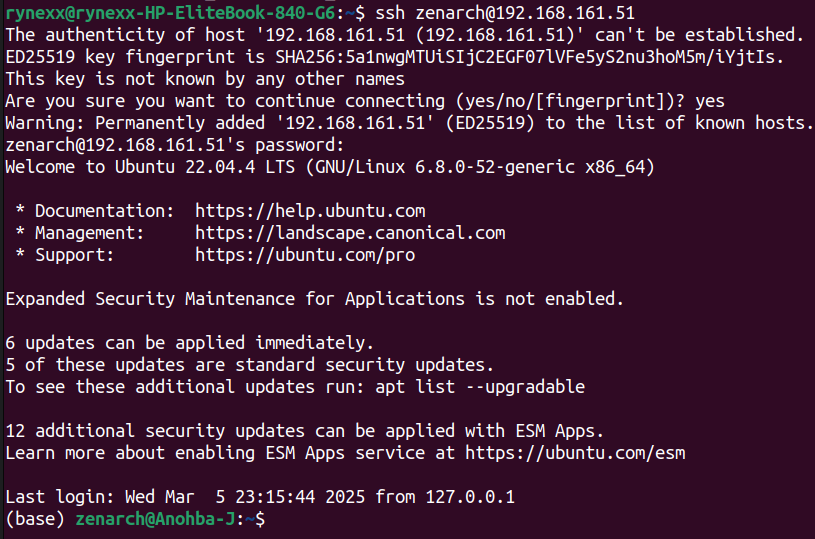 rynexx@rynexx-HP-EliteBook-840-G6:~$ ssh zenarch@192.168.161.51
The authenticity of host '192.168.161.51 (192.168.161.51)' can't be established.
ED25519 key fingerprint is SHA256:5a1nwgMTUiSIjC2EGF07lVFe5yS2nu3hoM5m/iYjtIs.
This key is not known by any other names
Are you sure you want to continue connecting (yes/no/[fingerprint])? yes
Warning: Permanently added '192.168.161.51' (ED25519) to the list of known hosts.
zenarch@192.168.161.51's password:
Welcome to Ubuntu 22.04.4 LTS (GNU/Linux 6.8.0-52-generic x86_64)
* Documentation:  https://help.ubuntu.com
* Management:     https://landscape.canonical.com
* Support:        https://ubuntu.com/pro
Expanded Security Maintenance for Applications is not enabled.
6 updates can be applied immediately.
5 of these updates are standard security updates.
To see these additional updates run: apt list --upgradable
12 additional security updates can be applied with ESM Apps.
Learn more about enabling ESM Apps service at https://ubuntu.com/esm
Last login: Wed Mar  5 23:15:44 2025 from 127.0.0.1
(base) zenarch@Anohba-J:~$